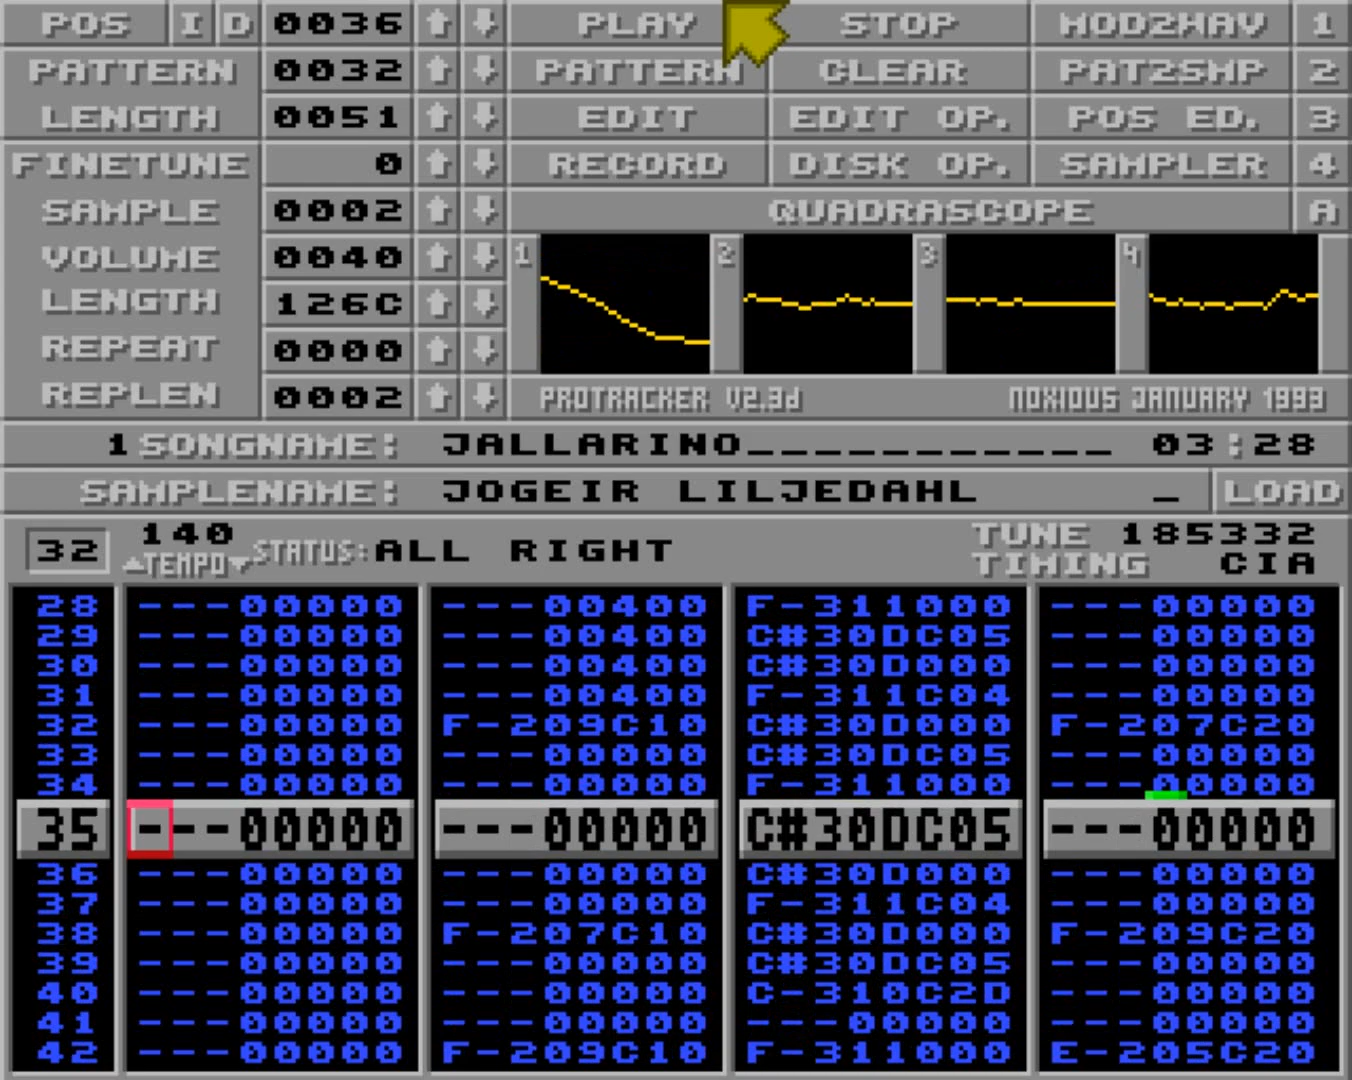 POS I D 0036 PLAY STOP MOD2WAV 1
PATTERN 0032 PATTERN CLEAR PAT2SMP 2
LENGTH 0051 EDIT EDIT OP. POS ED. 3
FINETUNE 0 RECORD DISK OP. SAMPLER 4
SAMPLE 0002 QUADRASCOPE A
VOLUME 0040 1 2 3 4
LENGTH 126C
REPEAT 0000
REPLEN 0002 PROTRACKER V2.3d NOXIOUS JANUARY 1993
1 SONGNAME: JALLARINO___________ 03:28
SAMPLENAME: JOGEIR LILJEDAHL _ LOAD
32 140 TEMPO STATUS: ALL RIGHT TUNE 185332
TIMING CIA
28 ---00000 ---00400 F-311000 ---00000
29 ---00000 ---00400 C#30DC05 ---00000
30 ---00000 ---00400 C#30D000 ---00000
31 ---00000 ---00400 F-311C04 ---00000
32 ---00000 F-209C10 C#30D000 F-207C20
33 ---00000 ---00000 C#30DC05 ---00000
34 ---00000 ---00000 F-311000 ---00000
35 ---00000 ---00000 C#30DC05 ---00000
36 ---00000 ---00000 C#30D000 ---00000
37 ---00000 ---00000 F-311C04 ---00000
38 ---00000 F-207C10 C#30D000 F-209C20
39 ---00000 ---00000 C#30DC05 ---00000
40 ---00000 ---00000 C-310C2D ---00000
41 ---00000 ---00000 ---00000 ---00000
42 ---00000 F-209C10 F-311000 E-205C20